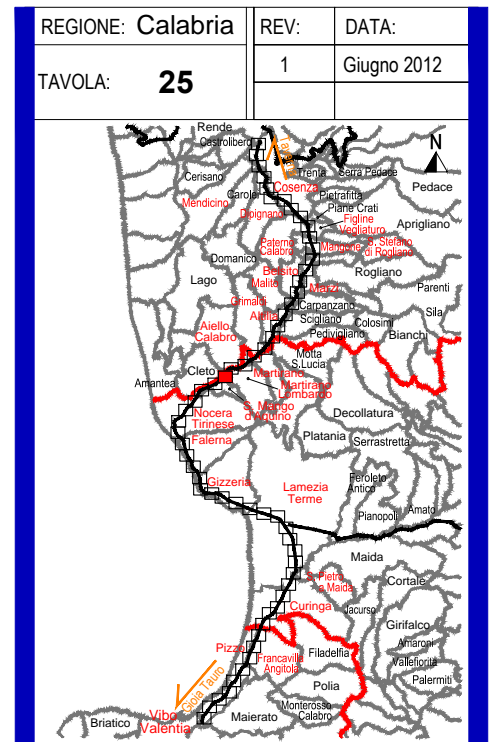 REGIONE: Calabria
REV:
DATA:
TAVOLA: 25
1
Giugno 2012
Rende
Castrolibero
Taverna
N
Trenta
Serra Pedace
Cerisano
Cosenza
Pedace
Carolei
Pietrafitta
Mendicino
Piane Crati
Dipignano
Figline
Vegliaturo
Aprigliano
Paterno
Calabro
Mangone
S. Stefano
di Rogliano
Domanico
Belsito
Rogliano
Lago
Malito
Marzi
Parenti
Grimaldi
Carpanzano
Sila
Altilia
Scigliano
Colosimi
Aiello
Calabro
Pedivigliano
Bianchi
Motta
S.Lucia
Cleto
Martirano
Amantea
Martirano
Lombardo
S. Mango
d'Aquino
Nocera
Tirinese
Decollatura
Falerna
Platania
Serrastretta
Gizzeria
Lamezia
Terme
Feroleto
Antico
Pianopoli
Amato
Maida
S. Pietro
a Maida
Cortale
Curinga
Jacurso
Girifalco
Pizzo
Amaroni
Francavilla
Angitola
Filadelfia
Vallefiorita
Gioia Tauro
Polia
Palermiti
Vibo
Valentia
Monterosso
Calabro
Briatico
Maierato